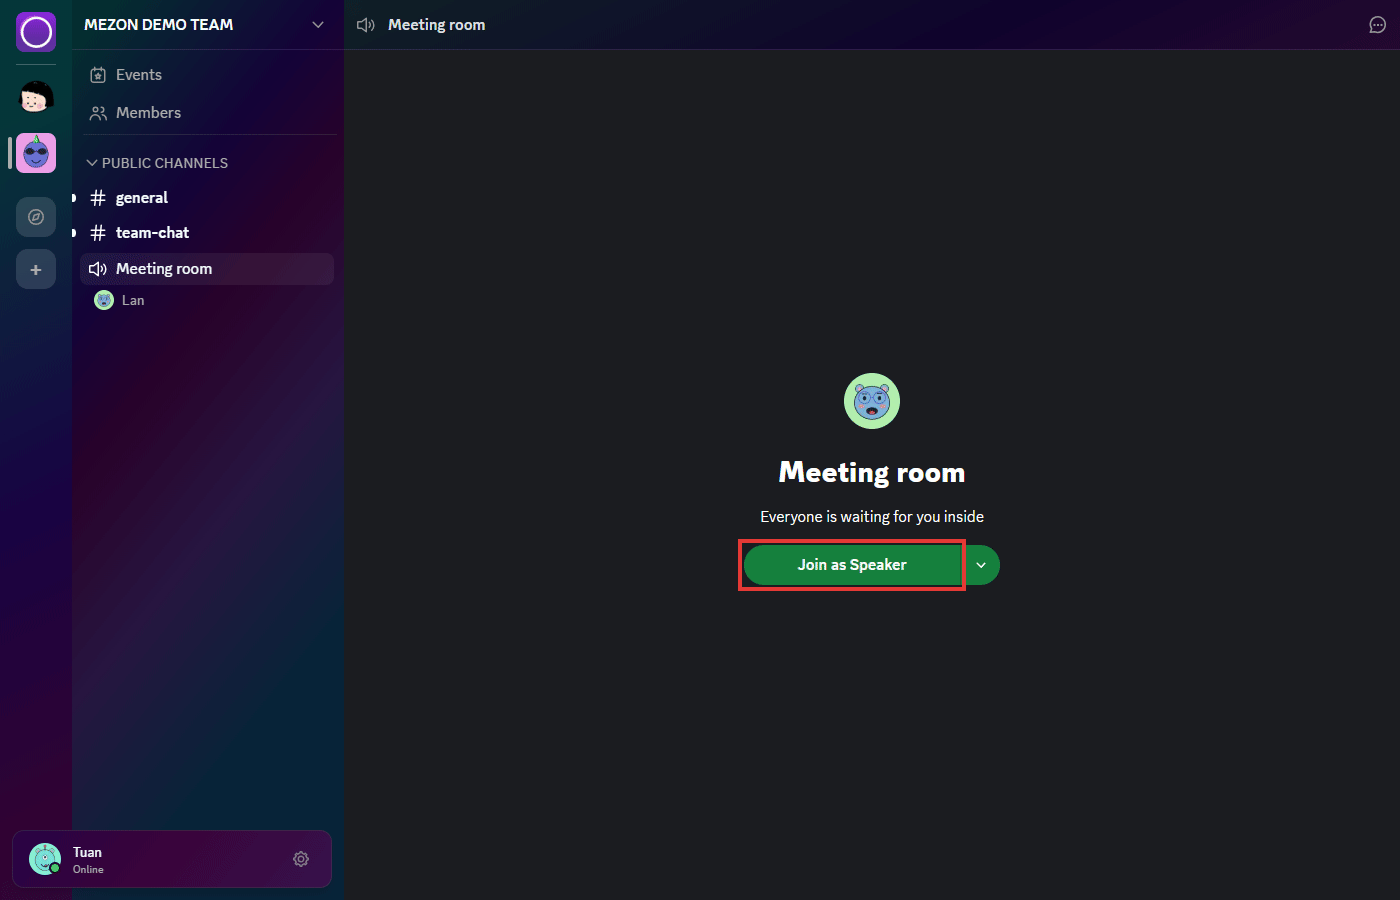 MEZON DEMO TEAM
Events
Members
PUBLIC CHANNELS
general
team-chat
Meeting room
Lan
Tuan
Online
Meeting room
Meeting room
Everyone is waiting for you inside
Join as Speaker